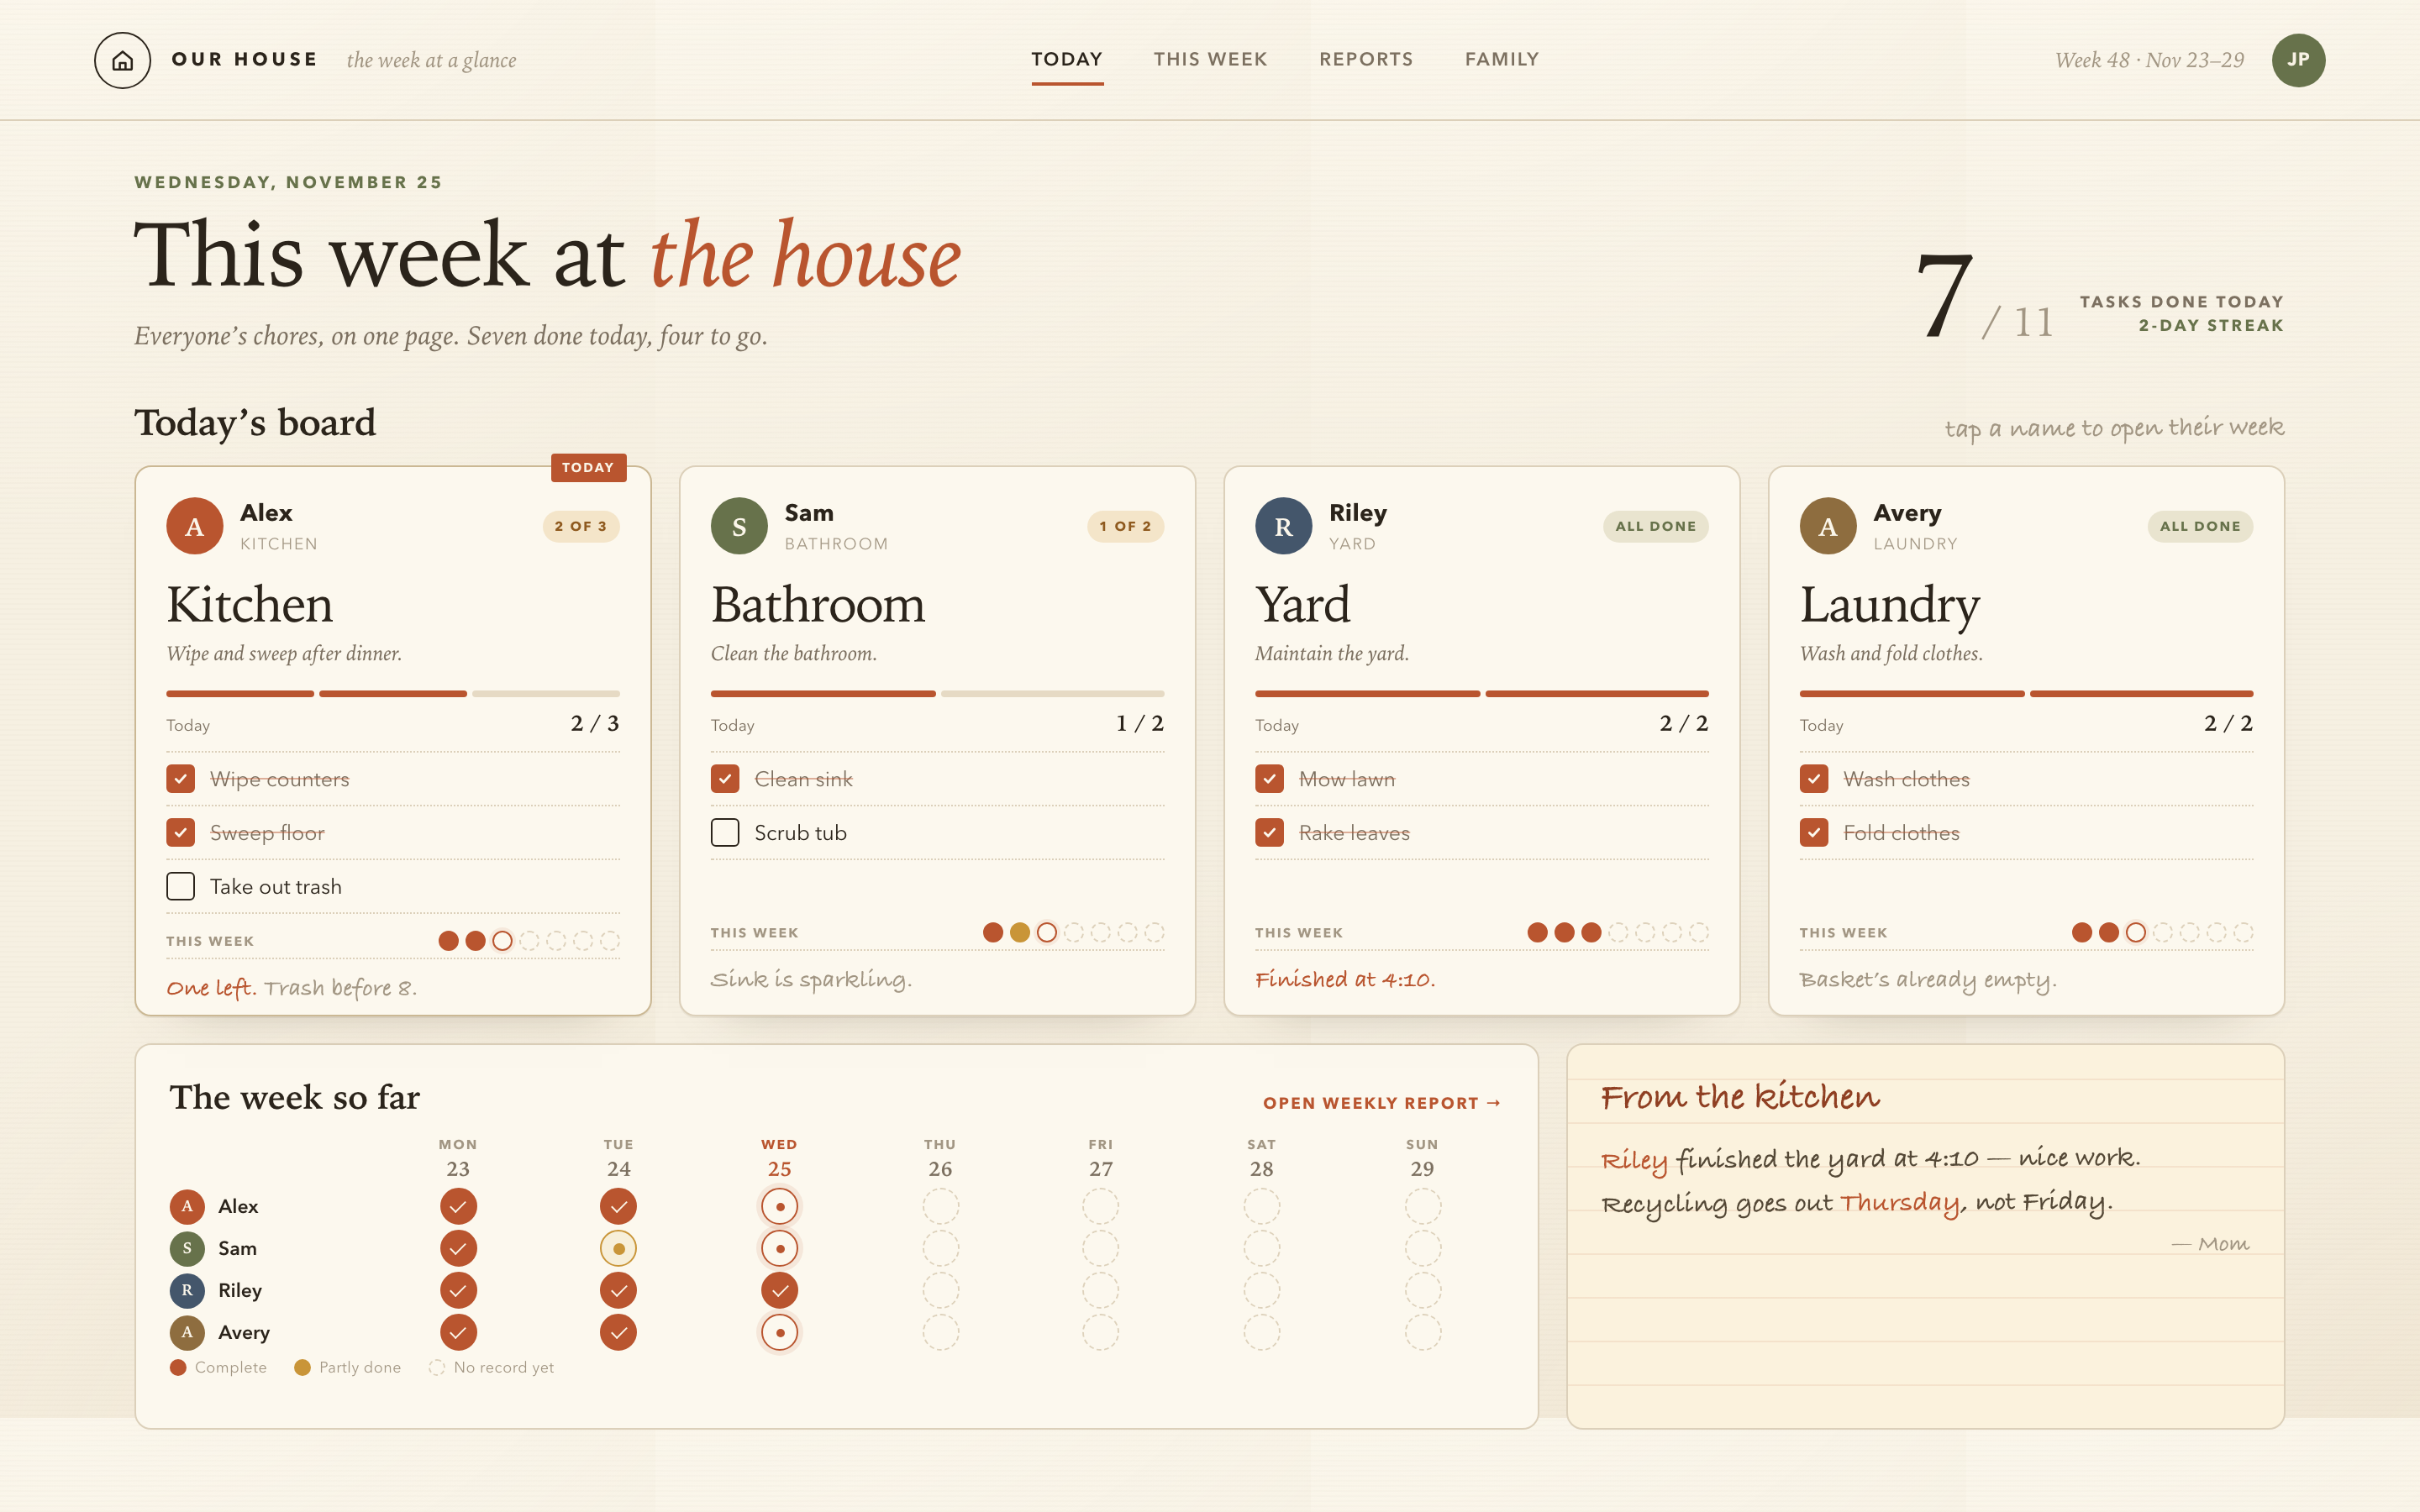 OUR HOUSE the week at a glance
TODAY THIS WEEK REPORTS FAMILY
Week 48 · Nov 23–29 JP
WEDNESDAY, NOVEMBER 25
This week at the house
Everyone’s chores, on one page. Seven done today, four to go.
7 / 11
TASKS DONE TODAY
2-DAY STREAK
Today’s board
tap a name to open their week
TODAY
A Alex
KITCHEN
2 OF 3
Kitchen
Wipe and sweep after dinner.
Today 2 / 3
Wipe counters
Sweep floor
Take out trash
THIS WEEK
One left. Trash before 8.
S Sam
BATHROOM
1 OF 2
Bathroom
Clean the bathroom.
Today 1 / 2
Clean sink
Scrub tub
THIS WEEK
Sink is sparkling.
R Riley
YARD
ALL DONE
Yard
Maintain the yard.
Today 2 / 2
Mow lawn
Rake leaves
THIS WEEK
Finished at 4:10.
A Avery
LAUNDRY
ALL DONE
Laundry
Wash and fold clothes.
Today 2 / 2
Wash clothes
Fold clothes
THIS WEEK
Basket’s already empty.
The week so far
OPEN WEEKLY REPORT →
MON TUE WED THU FRI SAT SUN
23 24 25 26 27 28 29
A Alex
S Sam
R Riley
A Avery
Complete Partly done No record yet
From the kitchen
Riley finished the yard at 4:10 — nice work.
Recycling goes out Thursday, not Friday.
— Mom